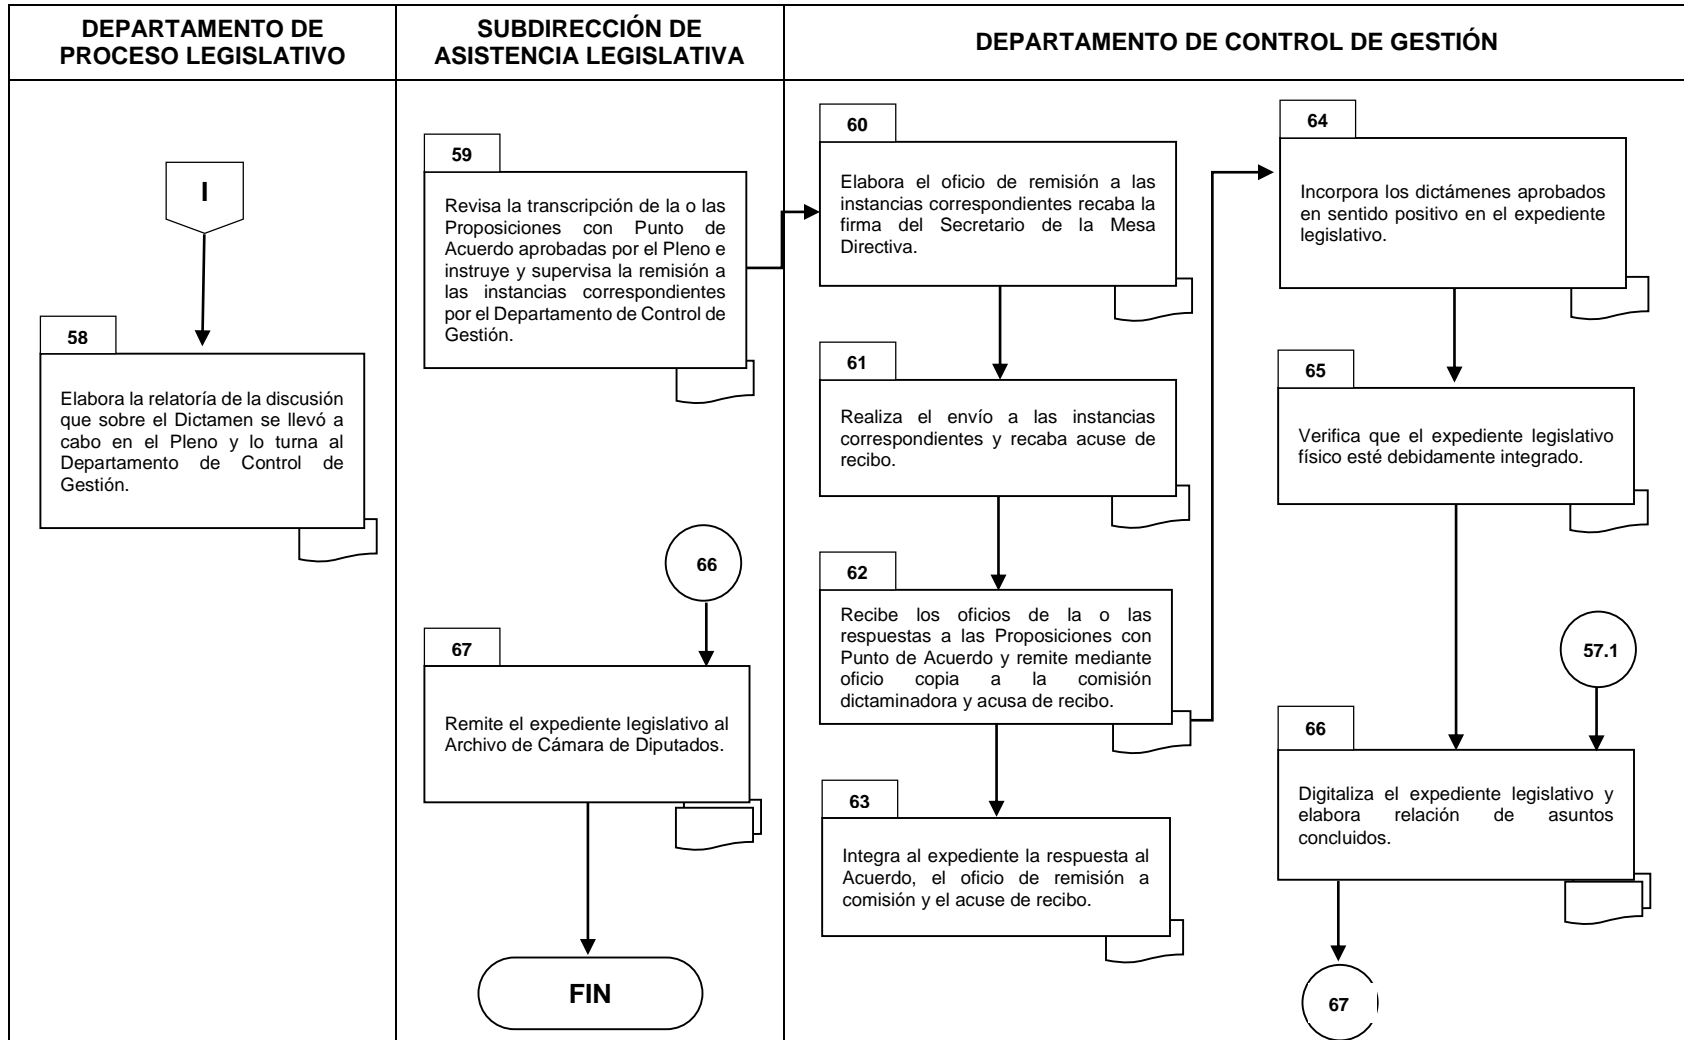 DEPARTAMENTO DE
PROCESO LEGISLATIVO
SUBDIRECCIÓN DE
ASISTENCIA LEGISLATIVA
DEPARTAMENTO DE CONTROL DE GESTIÓN
I
58
Elabora la relatoría de la discusión
que sobre el Dictamen se llevó a
cabo en el Pleno y lo turna al
Departamento de Control de
Gestión.
59
Revisa la transcripción de la o las
Proposiciones con Punto de
Acuerdo aprobadas por el Pleno e
instruye y supervisa la remisión a
las instancias correspondientes
por el Departamento de Control de
Gestión.
66
67
Remite el expediente legislativo al
Archivo de Cámara de Diputados.
FIN
60
Elabora el oficio de remisión a las
instancias correspondientes recaba la
firma del Secretario de la Mesa
Directiva.
61
Realiza el envío a las instancias
correspondientes y recaba acuse de
recibo.
62
Recibe los oficios de la o las
respuestas a las Proposiciones con
Punto de Acuerdo y remite mediante
oficio copia a la comisión
dictaminadora y acusa de recibo.
63
Integra al expediente la respuesta al
Acuerdo, el oficio de remisión a
comisión y el acuse de recibo.
64
Incorpora los dictámenes aprobados
en sentido positivo en el expediente
legislativo.
65
Verifica que el expediente legislativo
físico esté debidamente integrado.
57.1
66
Digitaliza el expediente legislativo y
elabora relación de asuntos
concluidos.
67